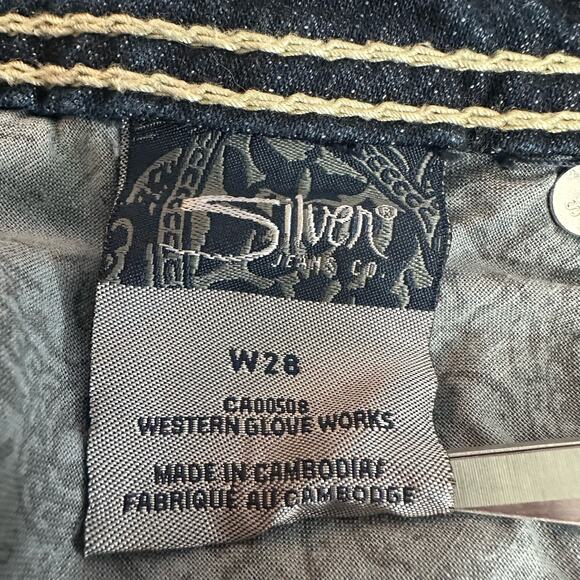 Silver®
JEANS CO.
W28
CA00508
WESTERN GLOVE WORKS
MADE IN CAMBODIA/
FABRIQUE AU CAMBODGE